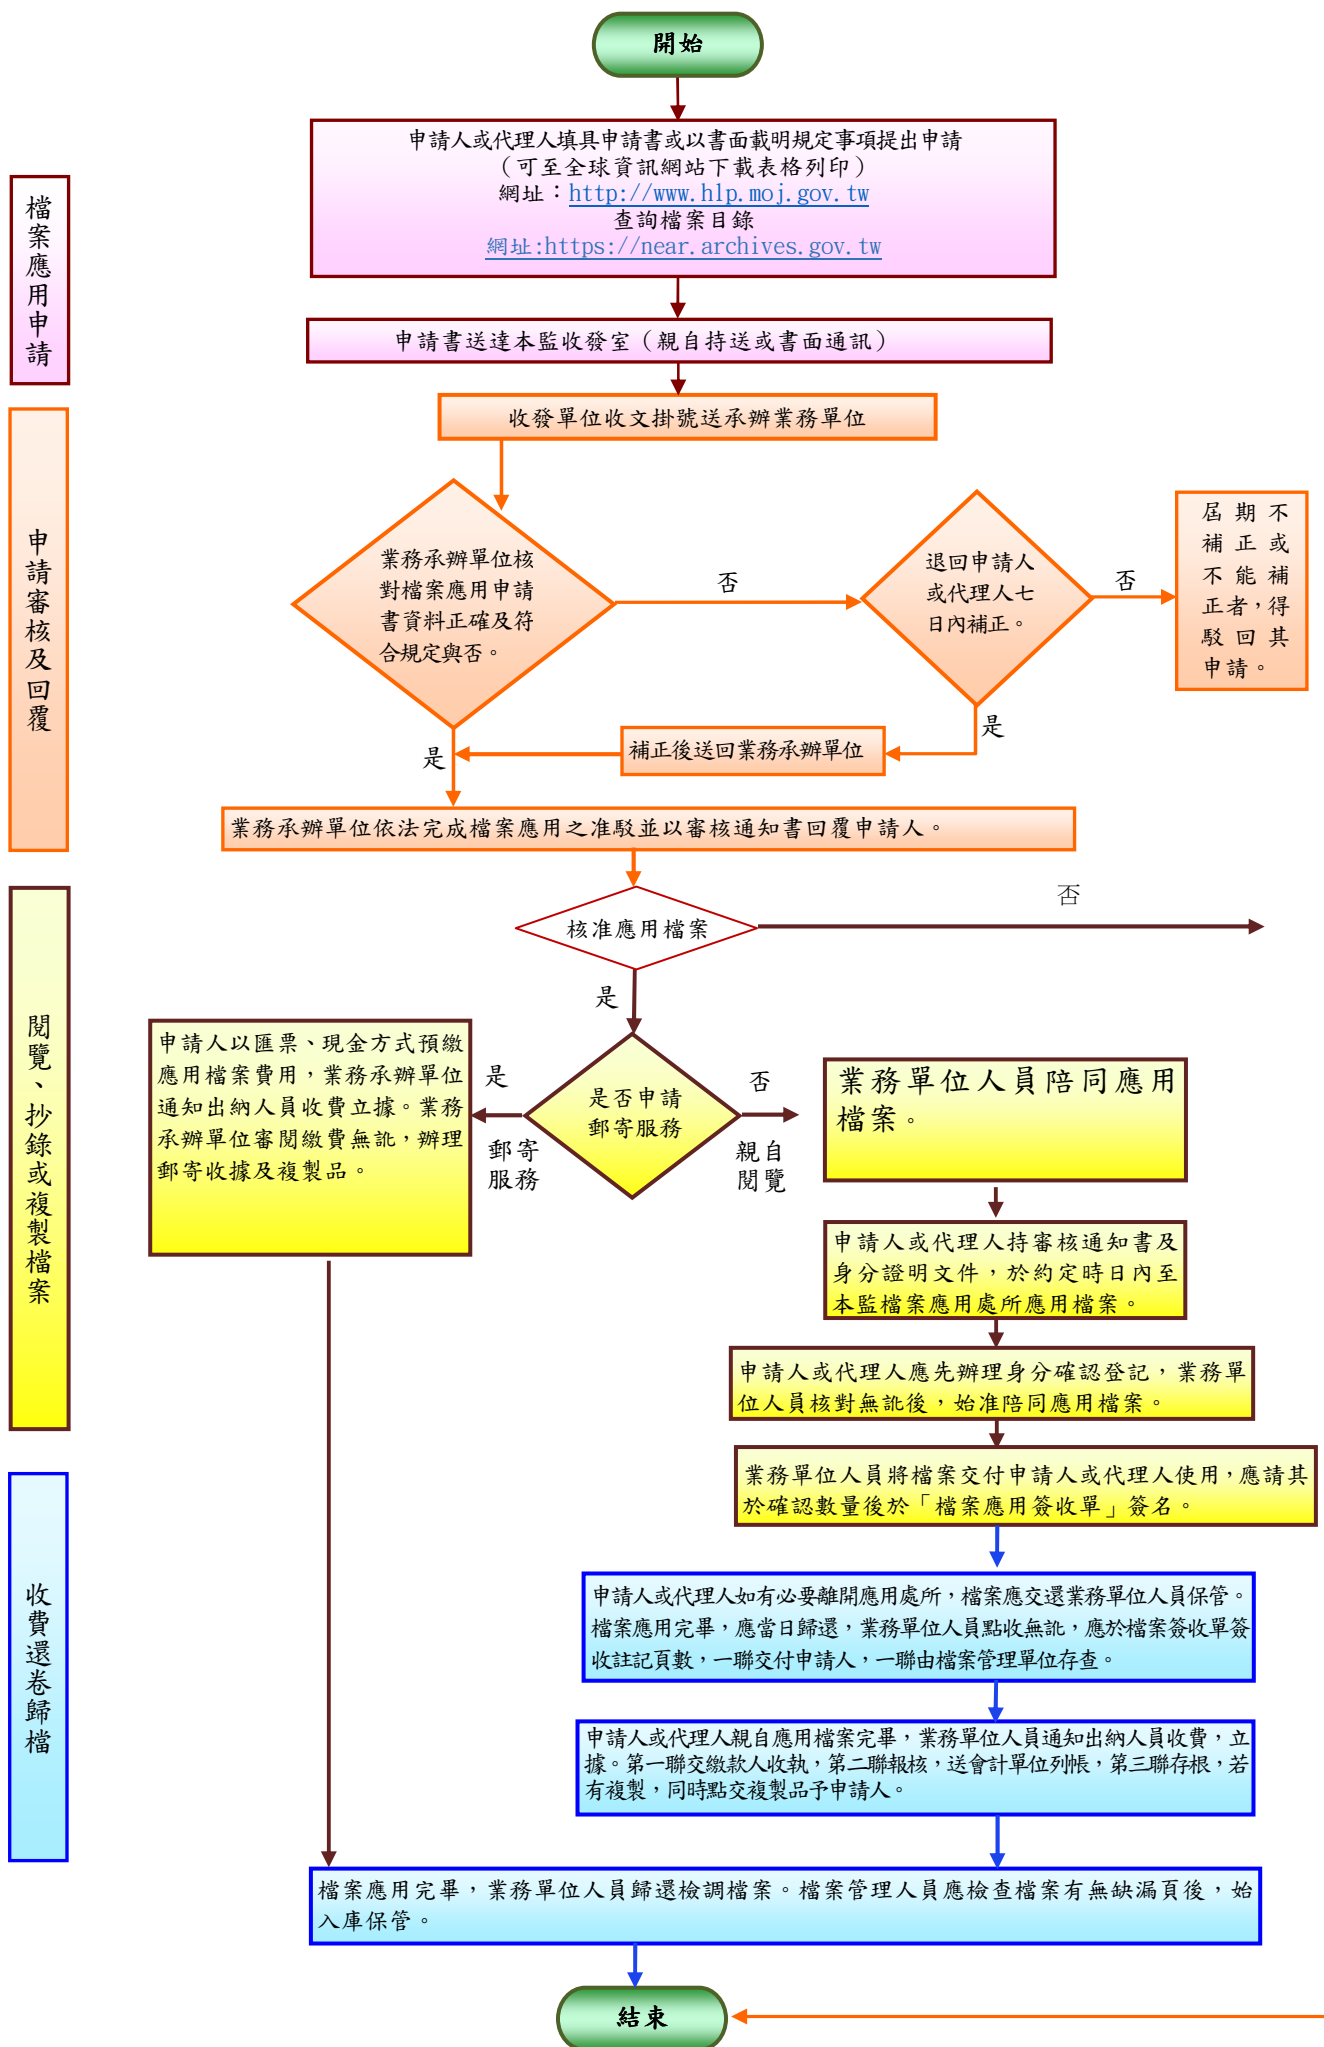 開始
申請人或代理人填具申請書或以書面載明規定事項提出申請
（可至全球資訊網站下載表格列印）
網址：http://www.hlp.moj.gov.tw
查詢檔案目錄
網址:https://near.archives.gov.tw
檔案應用申請
申請書送達本監收發室（親自持送或書面通訊）
收發單位收文掛號送承辦業務單位
申請審核及回覆
業務承辦單位核
對檔案應用申請
書資料正確及符
合規定與否。
否
退回申請人
或代理人七
日內補正。
否
屆期不
補正或
不能補
正者，得
駁回其
申請。
是
補正後送回業務承辦單位
是
業務承辦單位依法完成檔案應用之准駁並以審核通知書回覆申請人。
核准應用檔案
否
是
閱覽、抄錄或複製檔案
申請人以匯票、現金方式預繳
應用檔案費用，業務承辦單位
通知出納人員收費立據。業務
承辦單位審閱繳費無訛，辦理
郵寄收據及複製品。
是
郵寄
服務
是否申請
郵寄服務
否
親自
閱覽
業務單位人員陪同應用
檔案。
申請人或代理人持審核通知書及
身分證明文件，於約定時日內至
本監檔案應用處所應用檔案。
申請人或代理人應先辦理身分確認登記，業務單
位人員核對無訛後，始准陪同應用檔案。
業務單位人員將檔案交付申請人或代理人使用，應請其
於確認數量後於「檔案應用簽收單」簽名。
收費還卷歸檔
申請人或代理人如有必要離開應用處所，檔案應交還業務單位人員保管。
檔案應用完畢，應當日歸還，業務單位人員點收無訛，應於檔案簽收單簽
收註記頁數，一聯交付申請人，一聯由檔案管理單位存查。
申請人或代理人親自應用檔案完畢，業務單位人員通知出納人員收費，立
據。第一聯交繳款人收執，第二聯報核，送會計單位列帳，第三聯存根，若
有複製，同時點交複製品予申請人。
檔案應用完畢，業務單位人員歸還檢調檔案。檔案管理人員應檢查檔案有無缺漏頁後，始
入庫保管。
結束